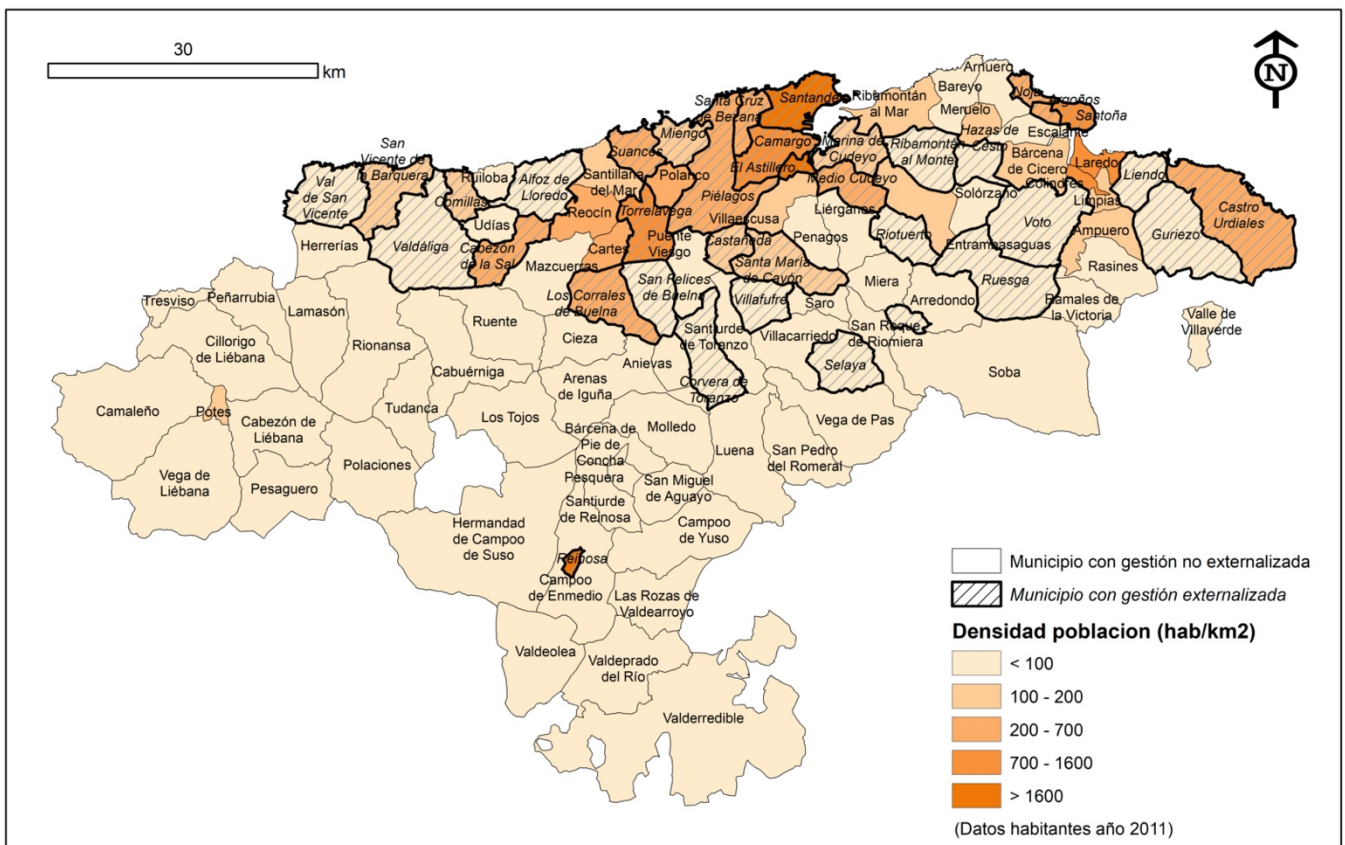 30
km
N
Arnuero
Bareyo
Noja
Santander
Ribamontán
al Mar
Meruelo
Argoños
Santoña
Santa Cruz
de Bezana
Miengo
Hazas de
Cesto
Escalante
Camargo
Marina de
Cudeyo
Ribamontán
al Monte
San
Vicente de
la Barquera
Suances
Bárcena
de Cicero
Laredo
El Astillero
Ruiloba
Alfoz de
Lloredo
Santillana
del Mar
Polanco
Medio Cudeyo
Colindres
Liendo
Val
de San
Vicente
Comillas
Piélagos
Solórzano
Limpias
Castro
Urdiales
Udías
Reocín
Torrelavega
Villaescusa
Liérganos
Voto
Guriezo
Herrerías
Valdáliga
Cabezón
de la Sal
Cartes
Puente
Viesgo
Castañeda
Penagos
Riotuerto
Entrambasaguas
Ampuero
Mazcuerras
Santa María
de Cayón
Rasines
San Felices
de Buelna
Miera
Ruesga
Tresviso
Peñarrubia
Lamasón
Los Corrales
de Buelna
Villafufre
Saro
Arredondo
Ramales de
la Victoria
Valle de
Villaverde
Ruente
Santiurde
de Toranzo
Villacarriedo
San Roque
de Riomiera
Cillorigo
de Liébana
Rionansa
Cieza
Anievas
Selaya
Soba
Cabuérniga
Arenas
de Iguña
Corvera de
Toranzo
Camaleño
Potes
Cabezón de
Liébana
Tudanca
Los Tojos
Bárcena de
Pie de
Concha
Molledo
Vega de Pas
Luena
San Pedro
del Romeral
Vega de
Liébana
Pesaguero
Polaciones
Pesquera
San Miguel
de Aguayo
Santiurde
de Reinosa
Hermandad
de Campoo
de Suso
Campoo
de Yuso
Reinosa
Campoo
de Enmedio
Las Rozas de
Valdearroyo
Valdeolea
Valdeprado
del Río
Valderredible
Municipio con gestión no externalizada
Municipio con gestión externalizada
Densidad poblacion (hab/km2)
< 100
100 - 200
200 - 700
700 - 1600
> 1600
(Datos habitantes año 2011)